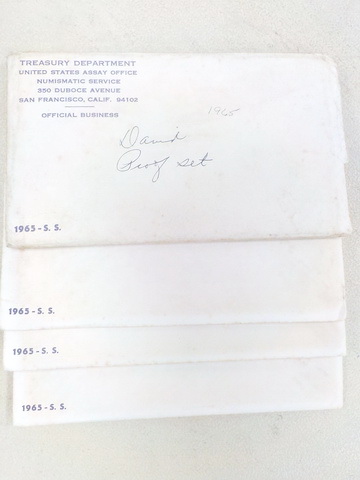 TREASURY DEPARTMENT
UNITED STATES ASSAY OFFICE
NUMISMATIC SERVICE
350 DUBOCE AVENUE
SAN FRANCISCO, CALIF. 94102
OFFICIAL BUSINESS
1965
David
Proof set
1965 - S. S.
1965 - S. S.
1965 - S. S.
1965 - S. S.